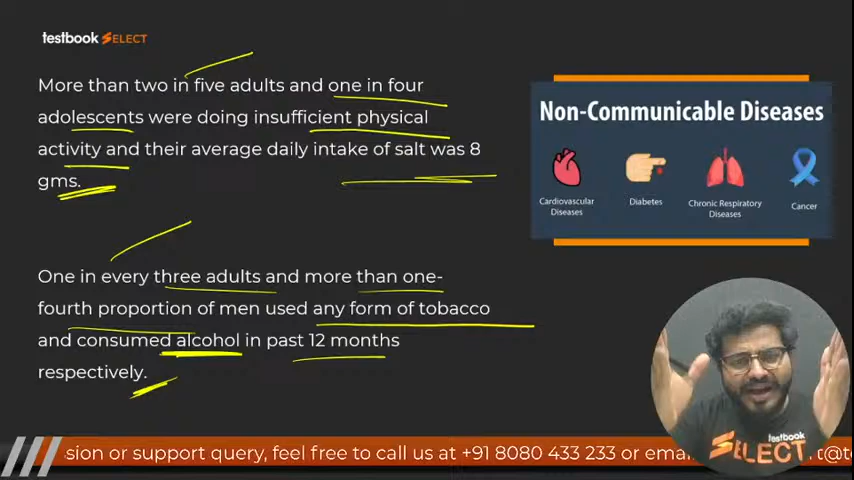 testbook SELECT
More than two in five adults and one in four
adolescents were doing insufficient physical
activity and their average daily intake of salt was 8
gms.
Non-Communicable Diseases
Cardiovascular
Diseases
Diabetes
Chronic Respiratory
Diseases
Cancer
One in every three adults and more than one-
fourth proportion of men used any form of tobacco
and consumed alcohol in past 12 months
respectively.
testbook
SELECT
sion or support query, feel free to call us at +91 8080 433 233 or emai